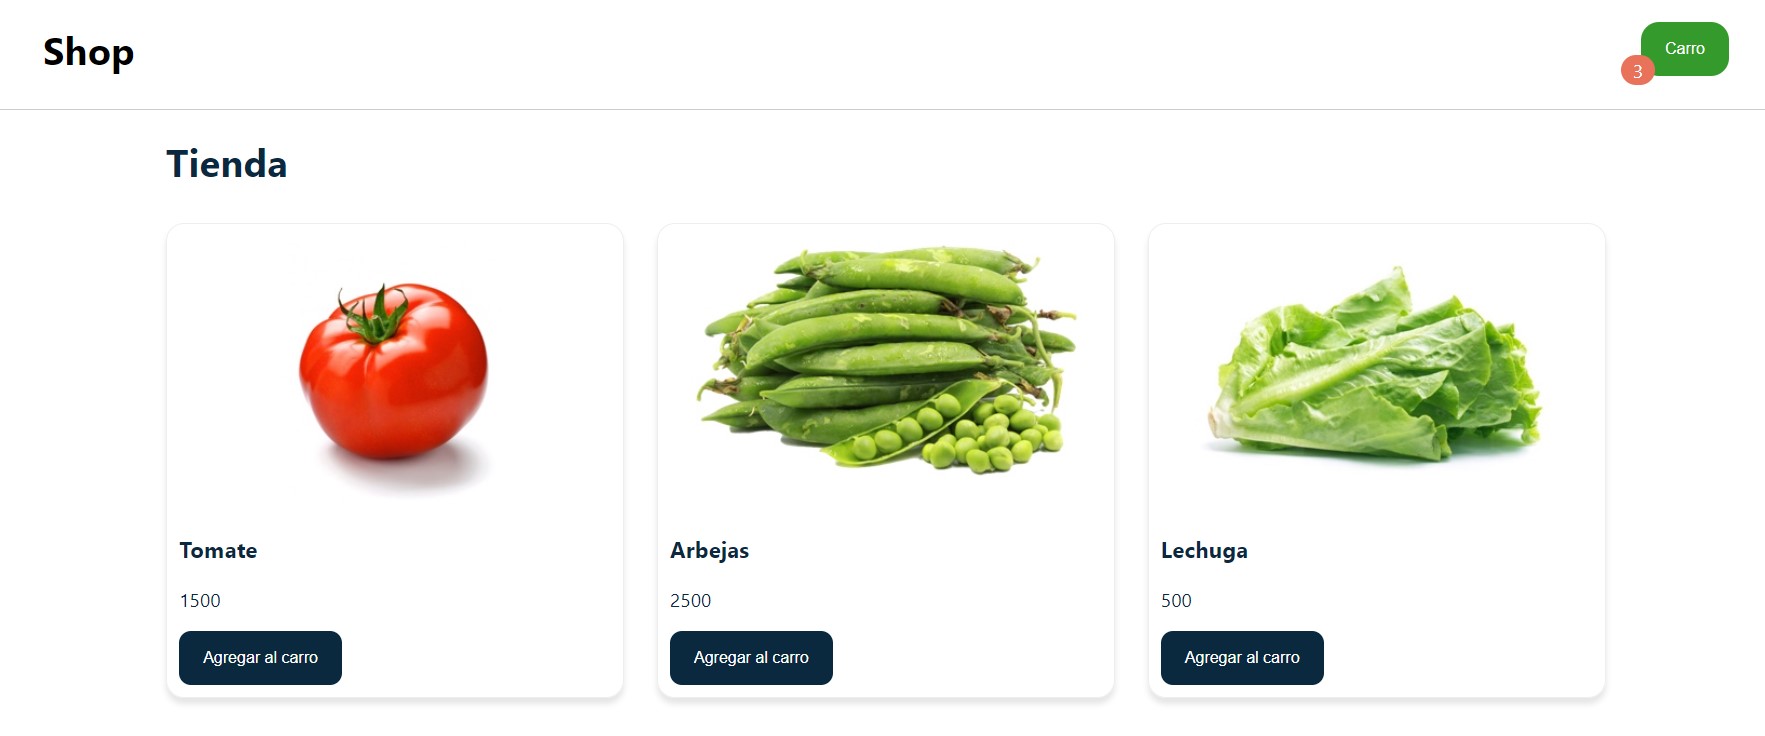 Shop
Carro
3
Tienda
Tomate
1500
Agregar al carro
Arbejas
2500
Agregar al carro
Lechuga
500
Agregar al carro